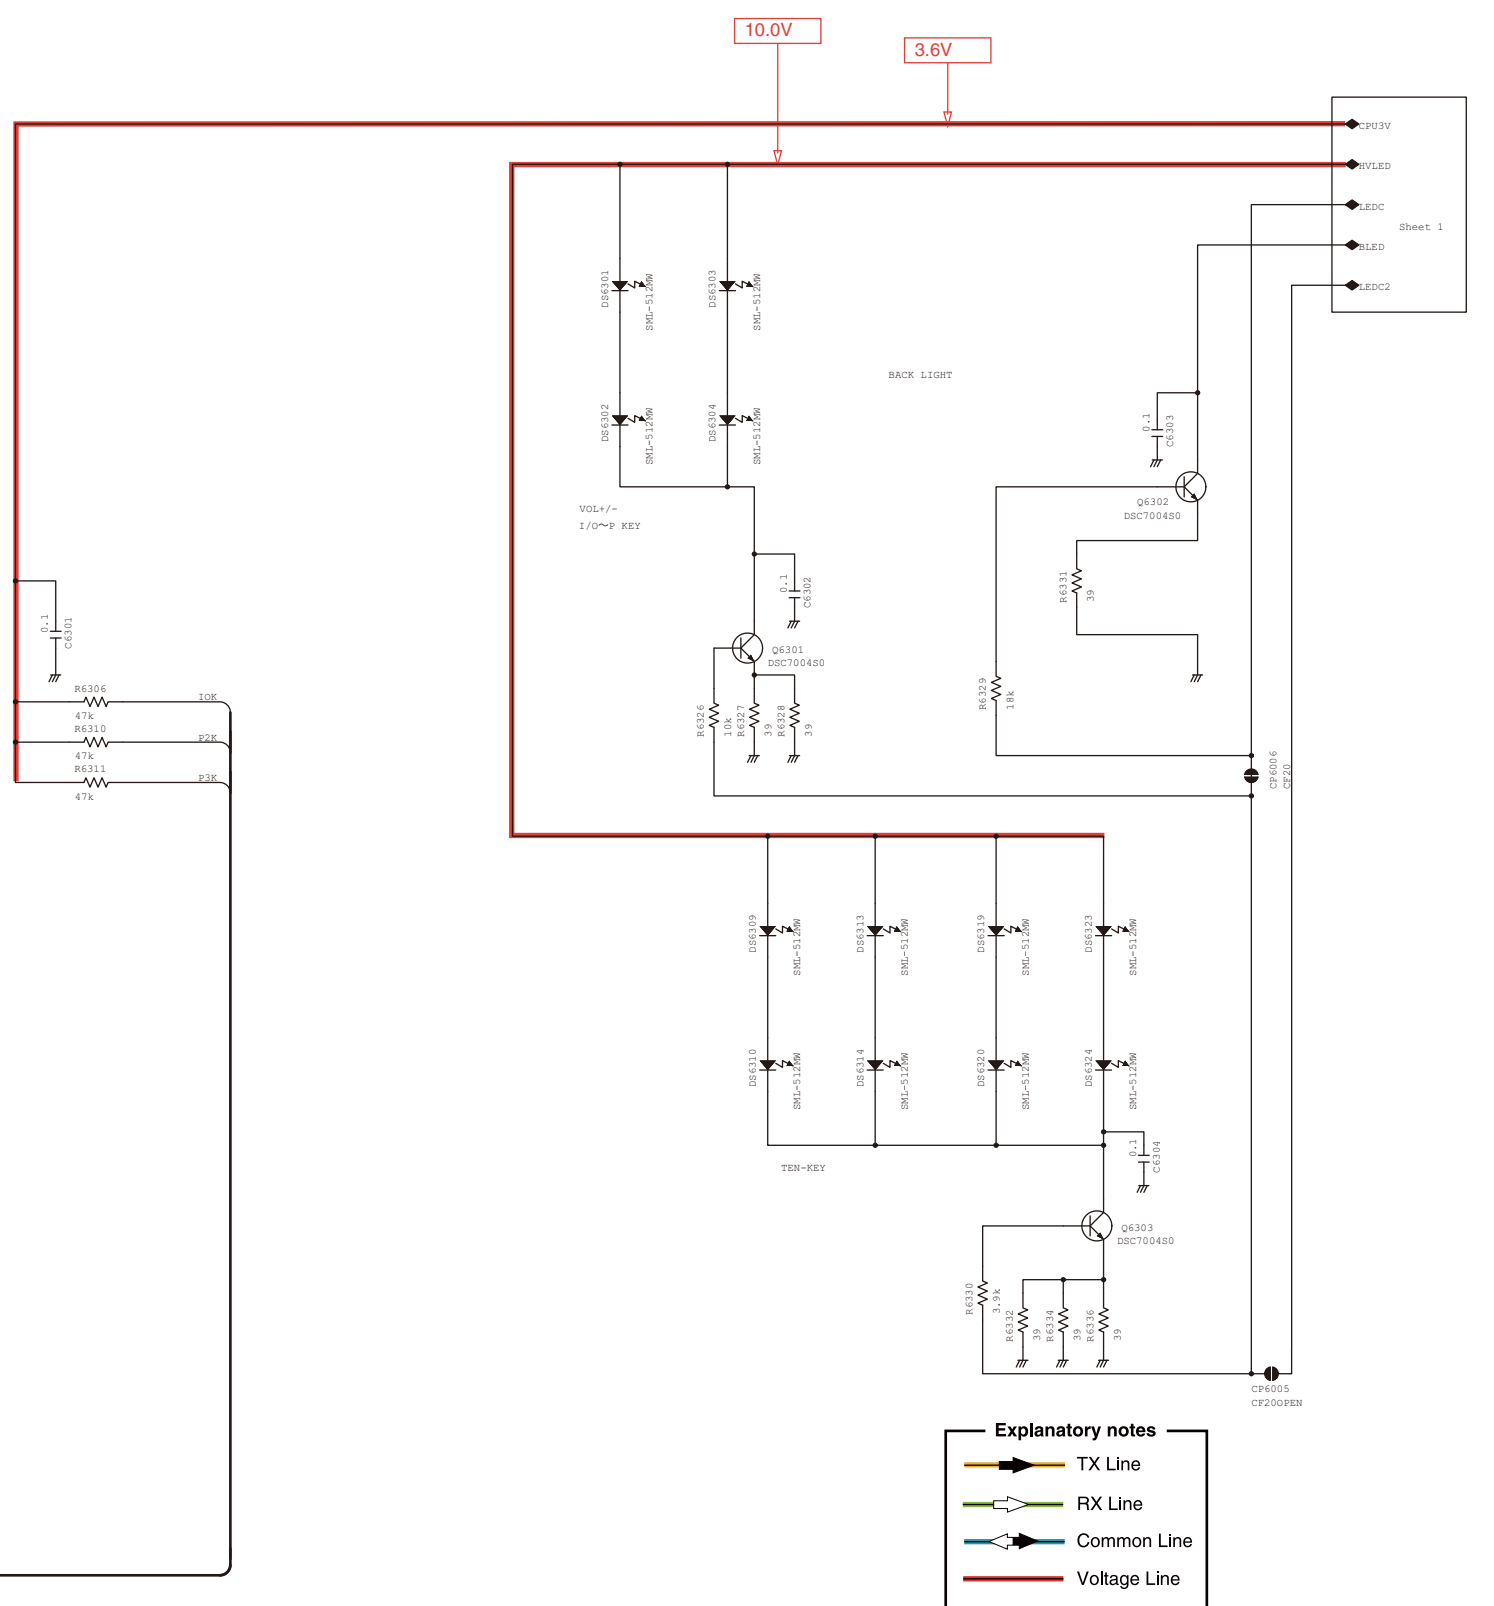 10.0V
3.6V
CPU3V
HVLED
LEDC
Sheet 1
BLED
LEDC2
DS6301
SML-512MW
DS6303
SML-512MW
BACK LIGHT
DS6302
SML-512MW
DS6304
SML-512MW
0.1
C6303
VOL+/-
I/O〜P KEY
Q6302
DSC7004S0
0.1
C6302
R6331
39
0.1
C6301
Q6301
DSC7004S0
R6306
47k
IOK
R6310
47k
P2K
R6311
47k
P3K
R6326
10k
R6327
39
R6328
39
R6329
18k
CP6006
CF20
DS6309
SML-512MW
DS6313
SML-512MW
DS6319
SML-512MW
DS6323
SML-512MW
DS6310
SML-512MW
DS6314
SML-512MW
DS6320
SML-512MW
DS6324
SML-512MW
TEN-KEY
0.1
C6304
Q6303
DSC7004S0
R6330
3.9k
R6332
39
R6334
39
R6336
39
CP6005
CF20OPEN
Explanatory notes
TX Line
RX Line
Common Line
Voltage Line